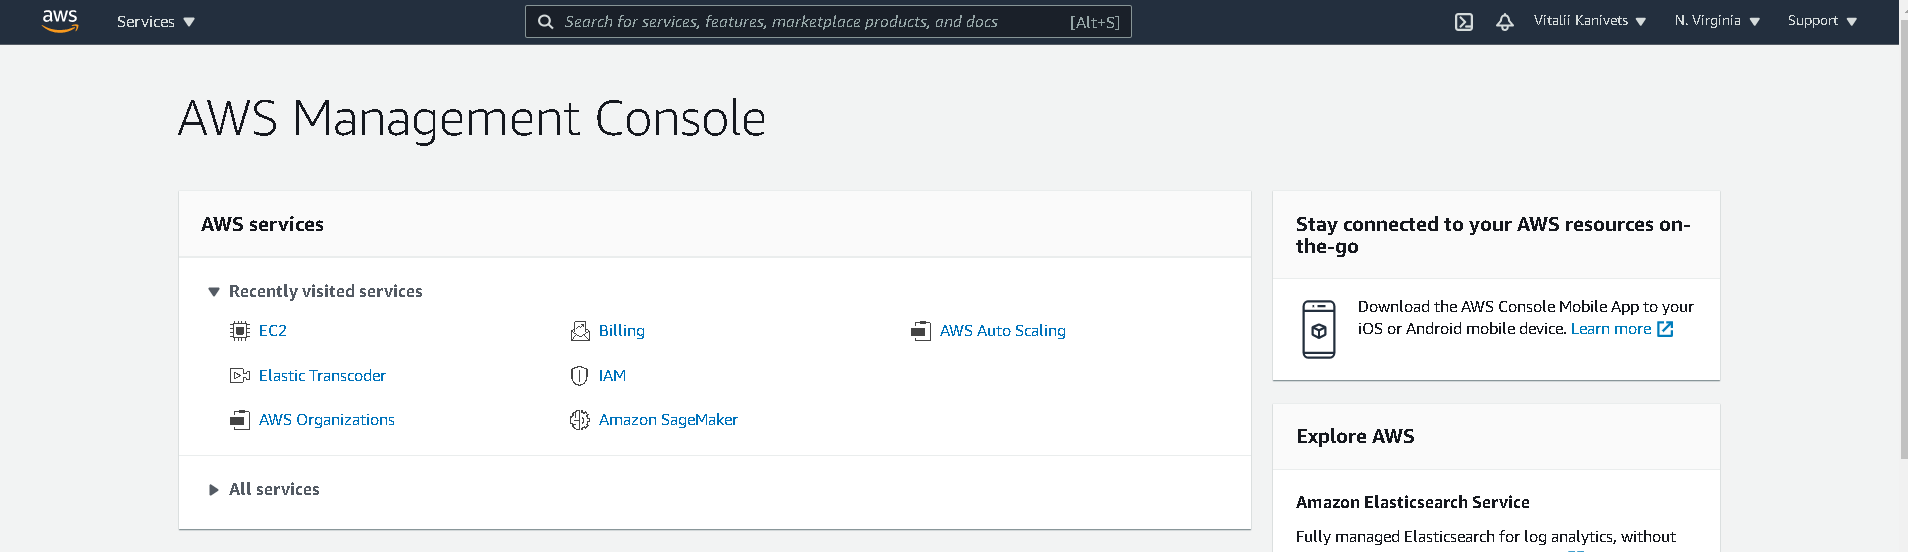 aws
Services
Search for services, features, marketplace products, and docs
[Alt+S]
Vitalii Kanivets
N. Virginia
Support
AWS Management Console
AWS services
Recently visited services
EC2
Billing
AWS Auto Scaling
Elastic Transcoder
IAM
AWS Organizations
Amazon SageMaker
All services
Stay connected to your AWS resources on-
the-go
Download the AWS Console Mobile App to your
iOS or Android mobile device. Learn more
Explore AWS
Amazon Elasticsearch Service
Fully managed Elasticsearch for log analytics, without